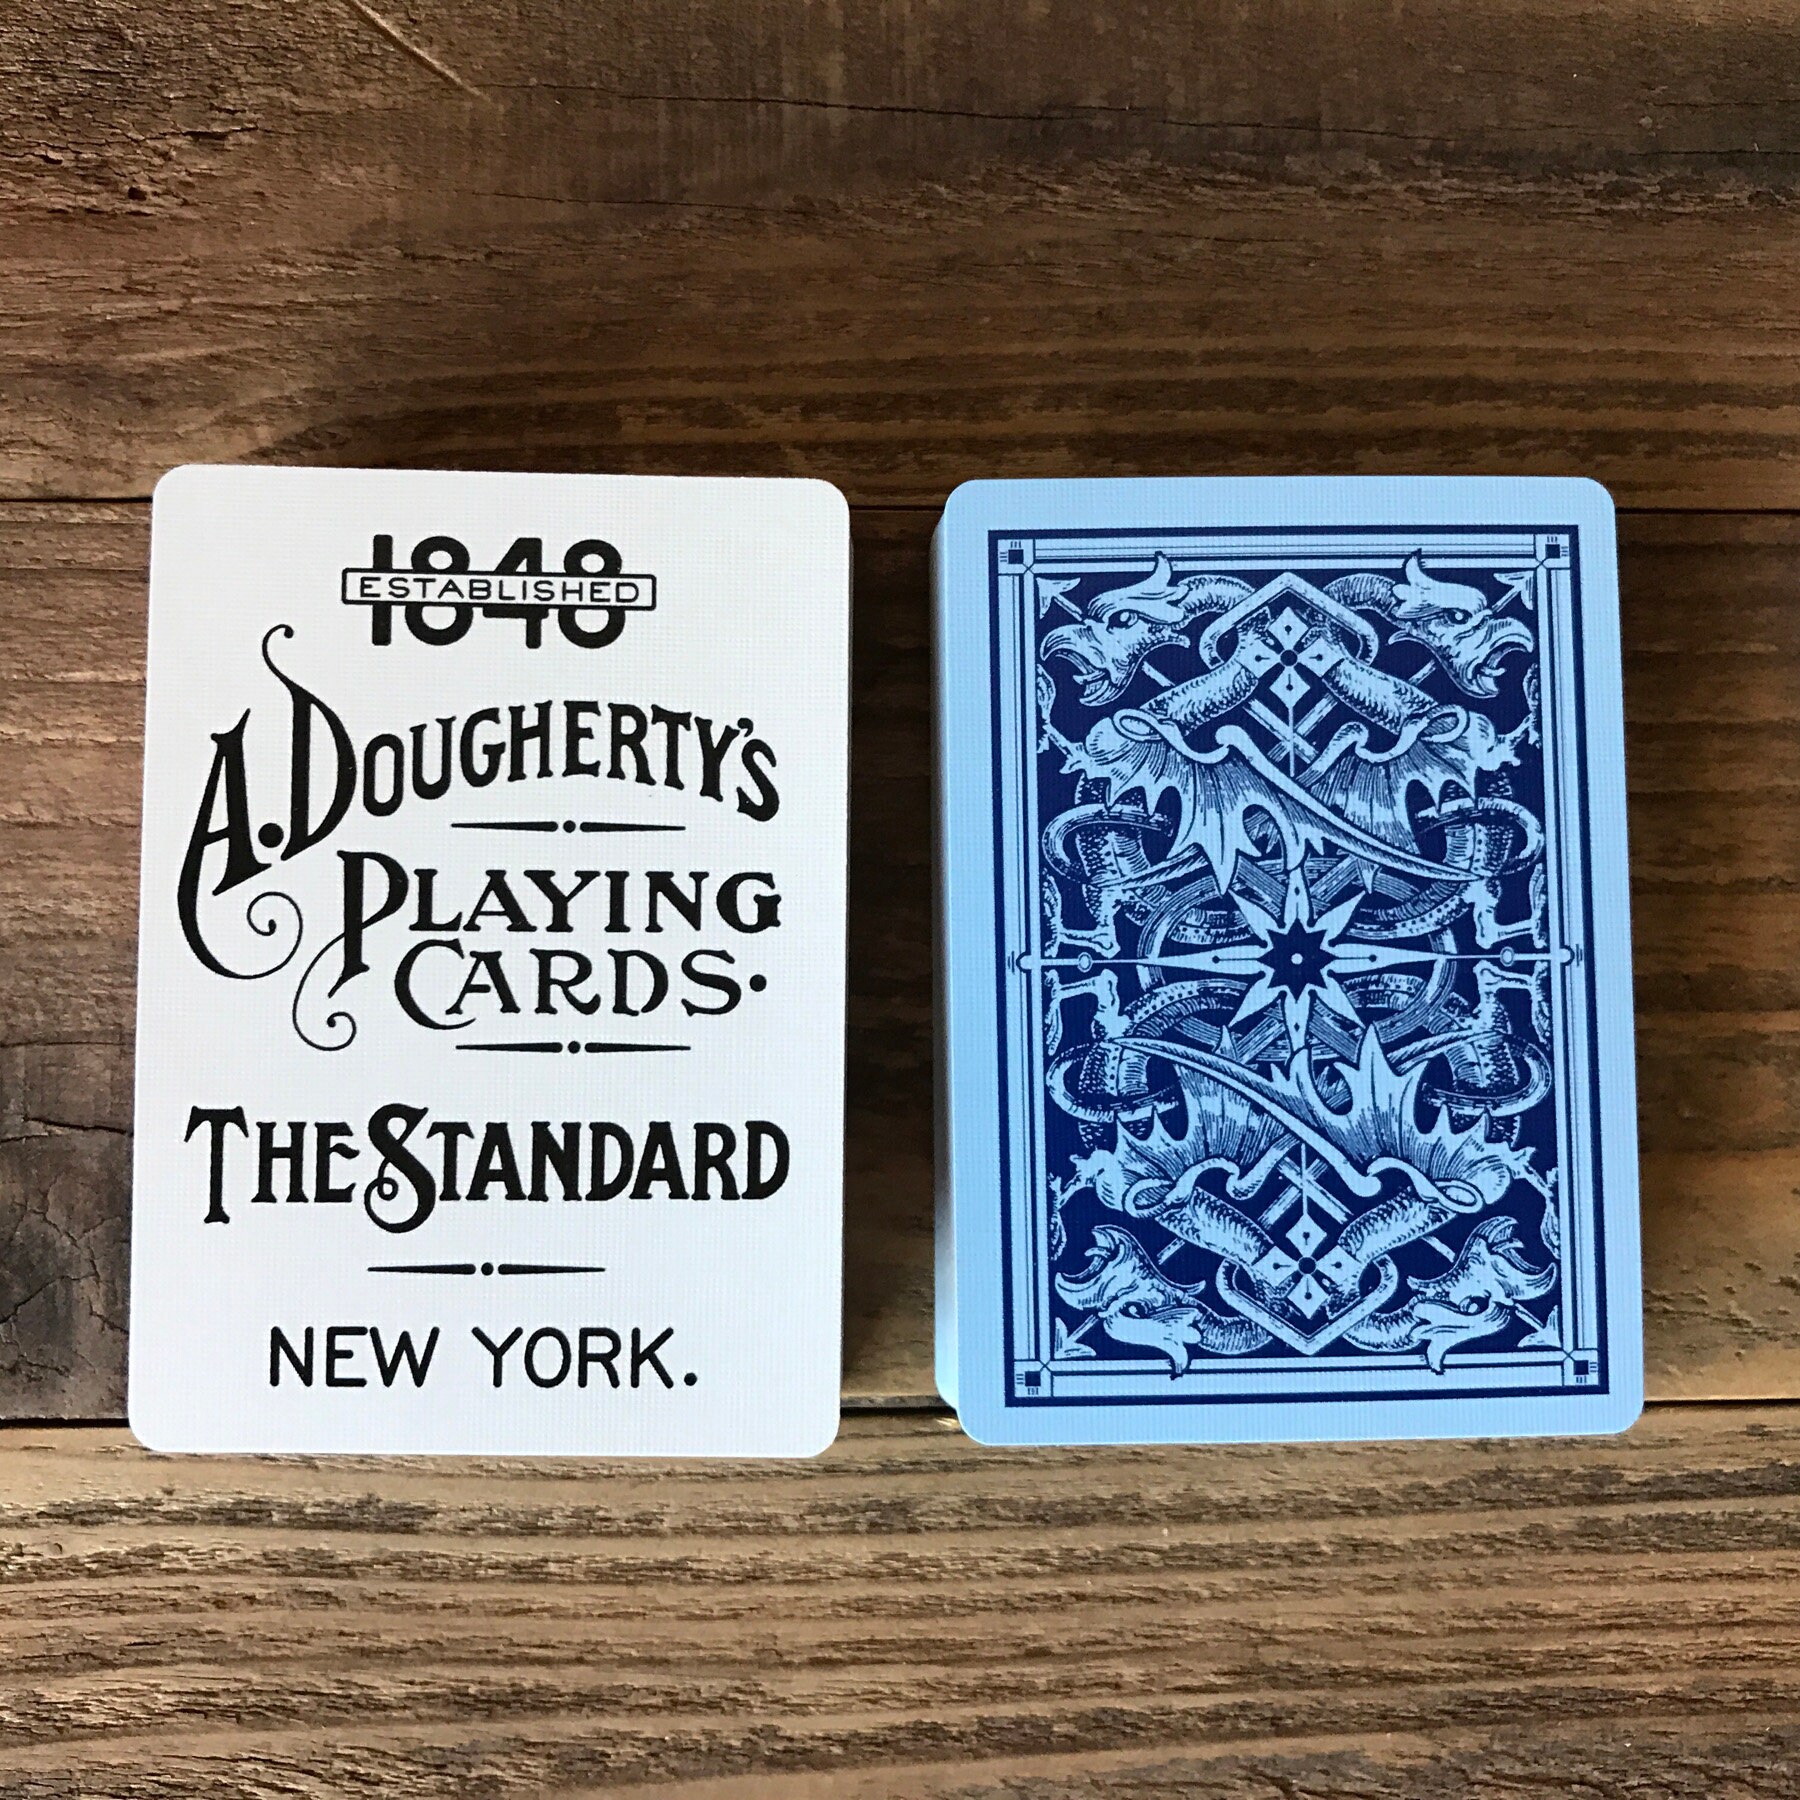 1848
ESTABLISHED
A. DOUGHERTY'S
PLAYING
CARDS.
THE STANDARD
NEW YORK.